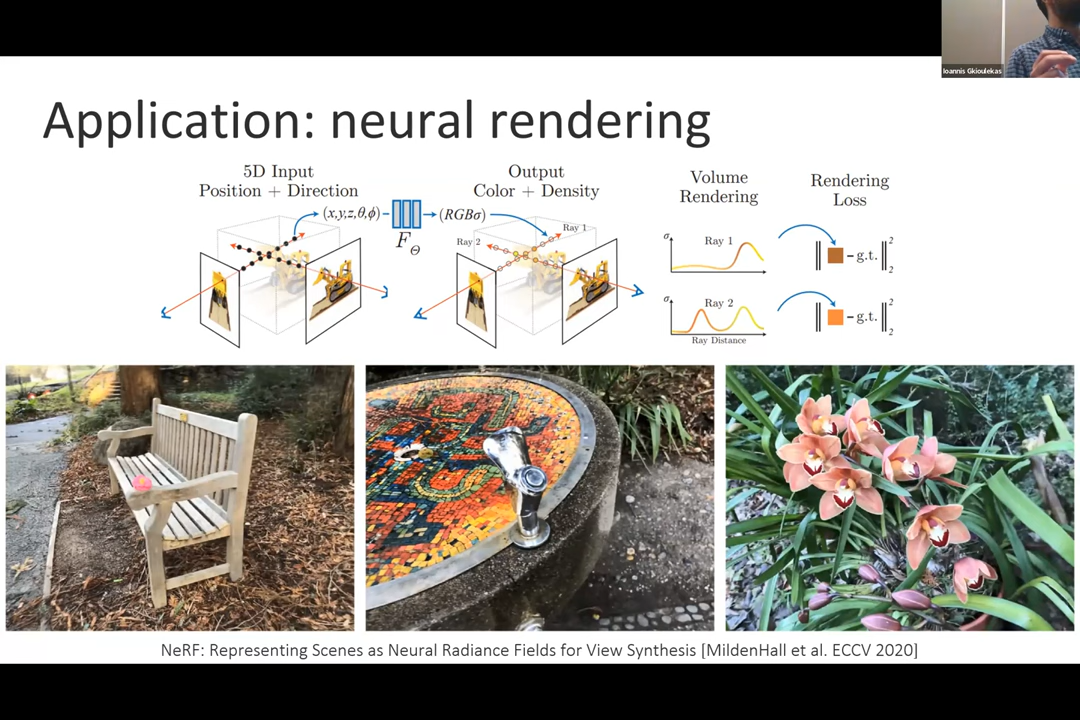 Ioannis Gkioulekas
Application: neural rendering
5D Input
Position + Direction
Output
Color + Density
Volume
Rendering
Rendering
Loss
(x,y,z,θ,ϕ)
F_Θ
(RGBσ)
Ray 1
Ray 2
σ
Ray 1
σ
Ray 2
Ray Distance
‖ – g.t. ‖₂²
‖ – g.t. ‖₂²
NeRF: Representing Scenes as Neural Radiance Fields for View Synthesis [MildenHall et al. ECCV 2020]